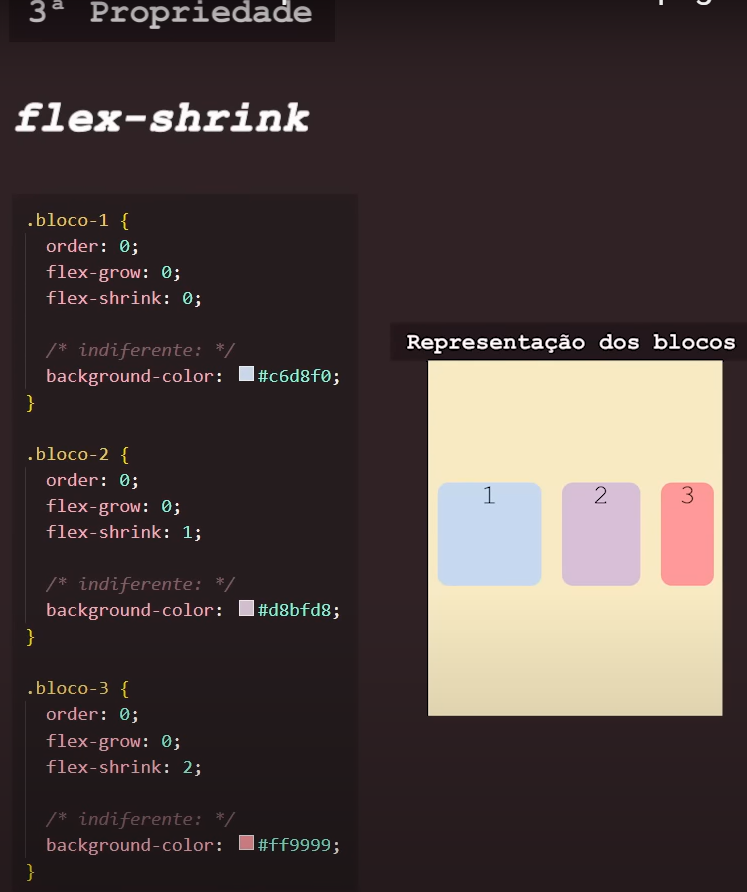 3ª Propriedade
flex-shrink
.bloco-1 {
order: 0;
flex-grow: 0;
flex-shrink: 0;
/* indiferente: */
background-color: #c6d8f0;
}
.bloco-2 {
order: 0;
flex-grow: 0;
flex-shrink: 1;
/* indiferente: */
background-color: #d8bfd8;
}
.bloco-3 {
order: 0;
flex-grow: 0;
flex-shrink: 2;
/* indiferente: */
background-color: #ff9999;
}
Representação dos blocos
1 2 3